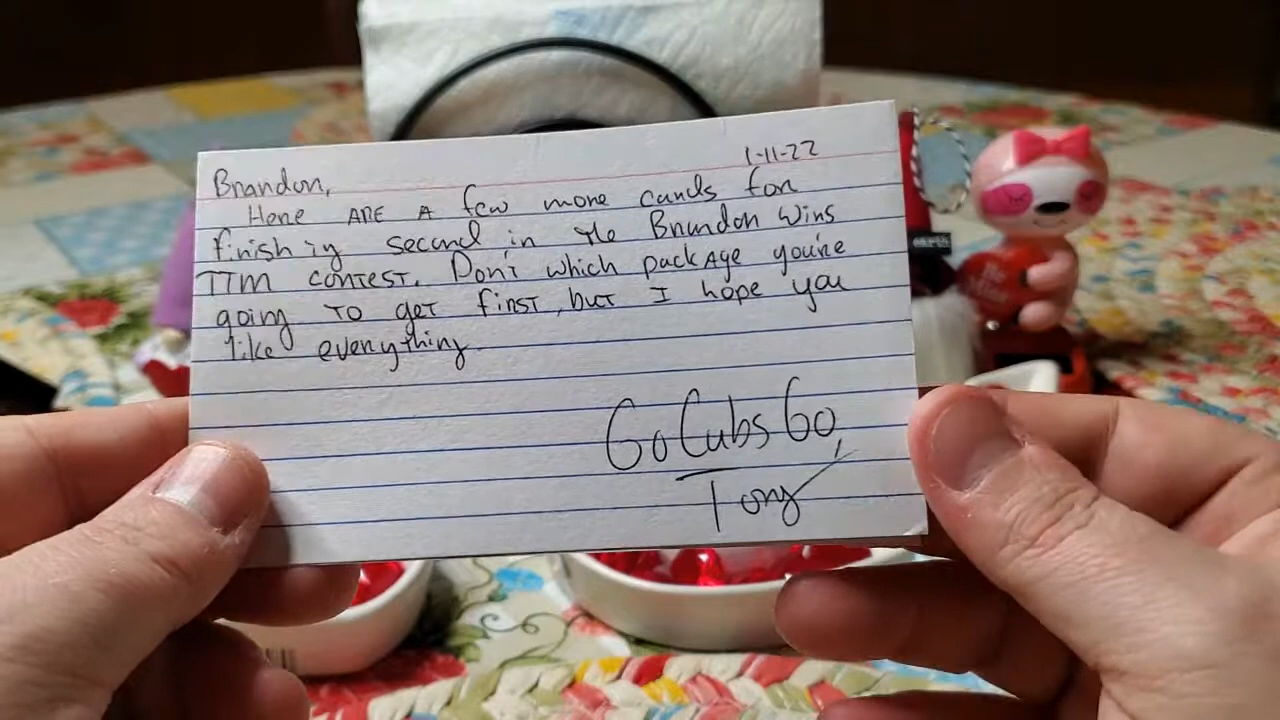 1-11-22
Brandon,
Here ARE A few more cards for
finishing second in the Brandon Wins
TTM contest. Don't which package you're
going to get first, but I hope you
like everything
Go Cubs Go,
Tony